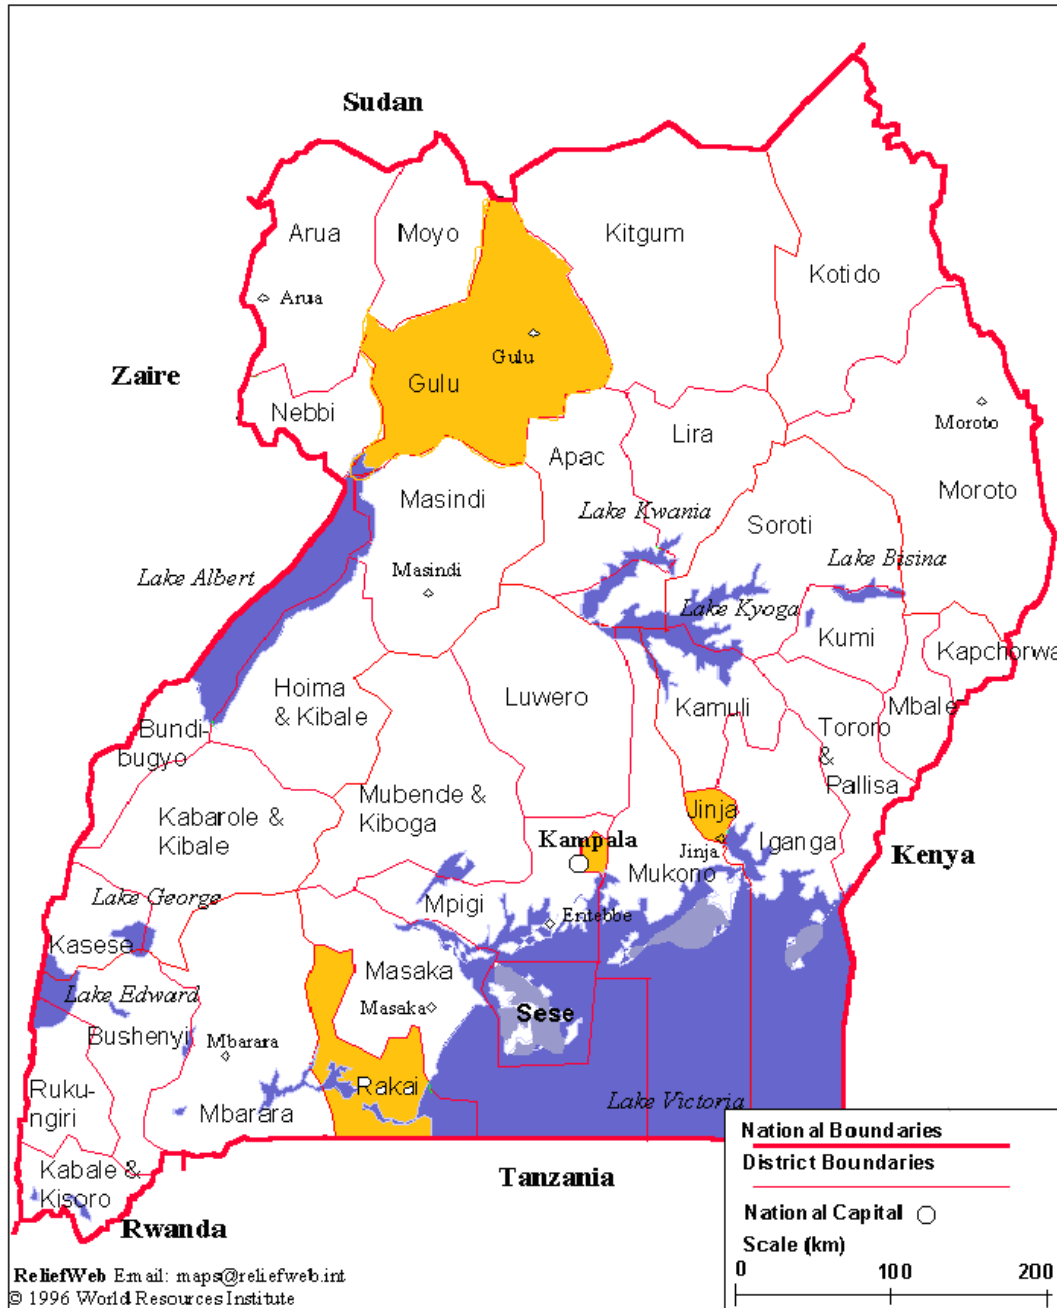 Sudan
Arua
Moyo
Kitgum
Kotido
Arua
Gulu
Zaire
Gulu
Nebbi
Moroto
Lira
Apac
Masindi
Moroto
Lake Kwania
Soroti
Lake Bisina
Lake Albert
Masindi
Lake Kyoga
Kumi
Kapchorwa
Hoima
& Kibale
Luwero
Kamuli
Mbale
Bundi-
bugyo
Tororo
&
Pallisa
Mubende &
Kiboga
Kabarole &
Kibale
Jinja
Kampala
Jinja
Iganga
Kenya
Mukono
Lake George
Mpigi
Entebbe
Kasese
Masaka
Lake Edward
Masaka
Sese
Bushenyi
Mbarara
Ruku-
ngiri
Rakai
Mbarara
Lake Victoria
Kabale &
Kisoro
Tanzania
Rwanda
National Boundaries
District Boundaries
National Capital
Scale (km)
0 100 200
ReliefWeb Email: maps@reliefweb.int
© 1996 World Resources Institute